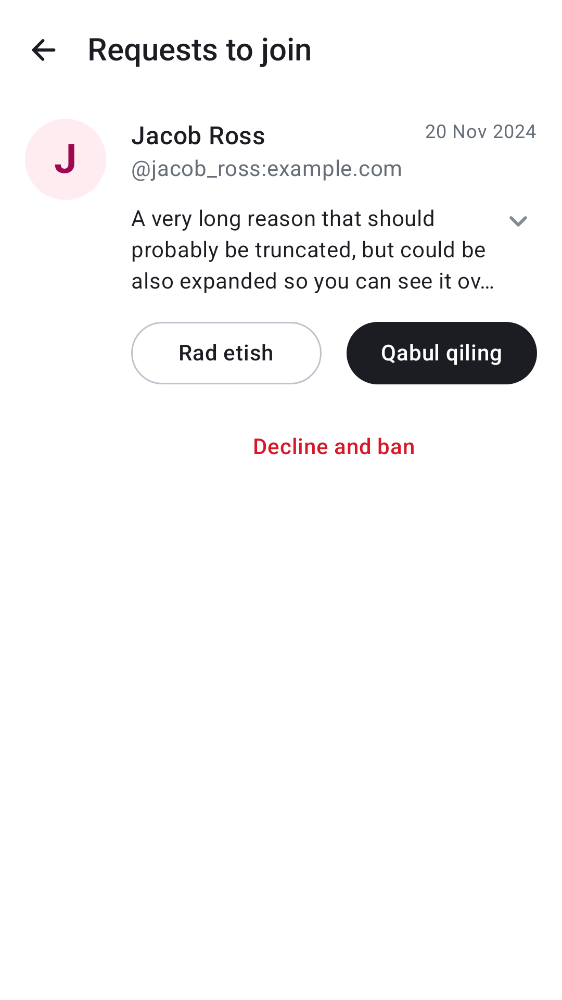 Requests to join
J
Jacob Ross
20 Nov 2024
@jacob_ross:example.com
A very long reason that should
probably be truncated, but could be
also expanded so you can see it ov…
Rad etish
Qabul qiling
Decline and ban